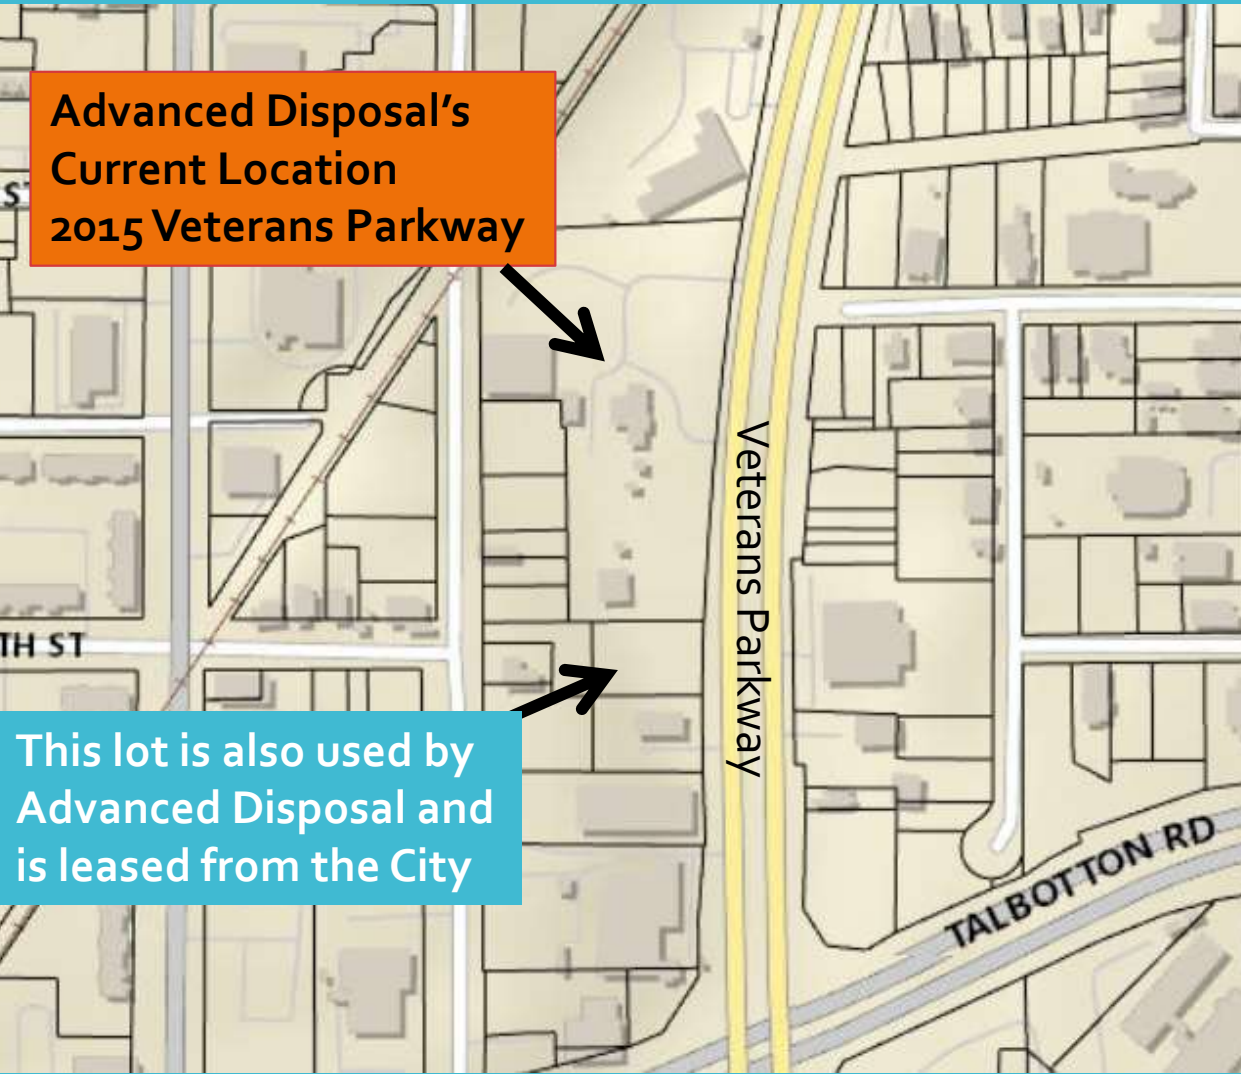 Advanced Disposal’s
Current Location
2015 Veterans Parkway
ST
Veterans Parkway
TH ST
This lot is also used by
Advanced Disposal and
is leased from the City
TALBOTTON RD